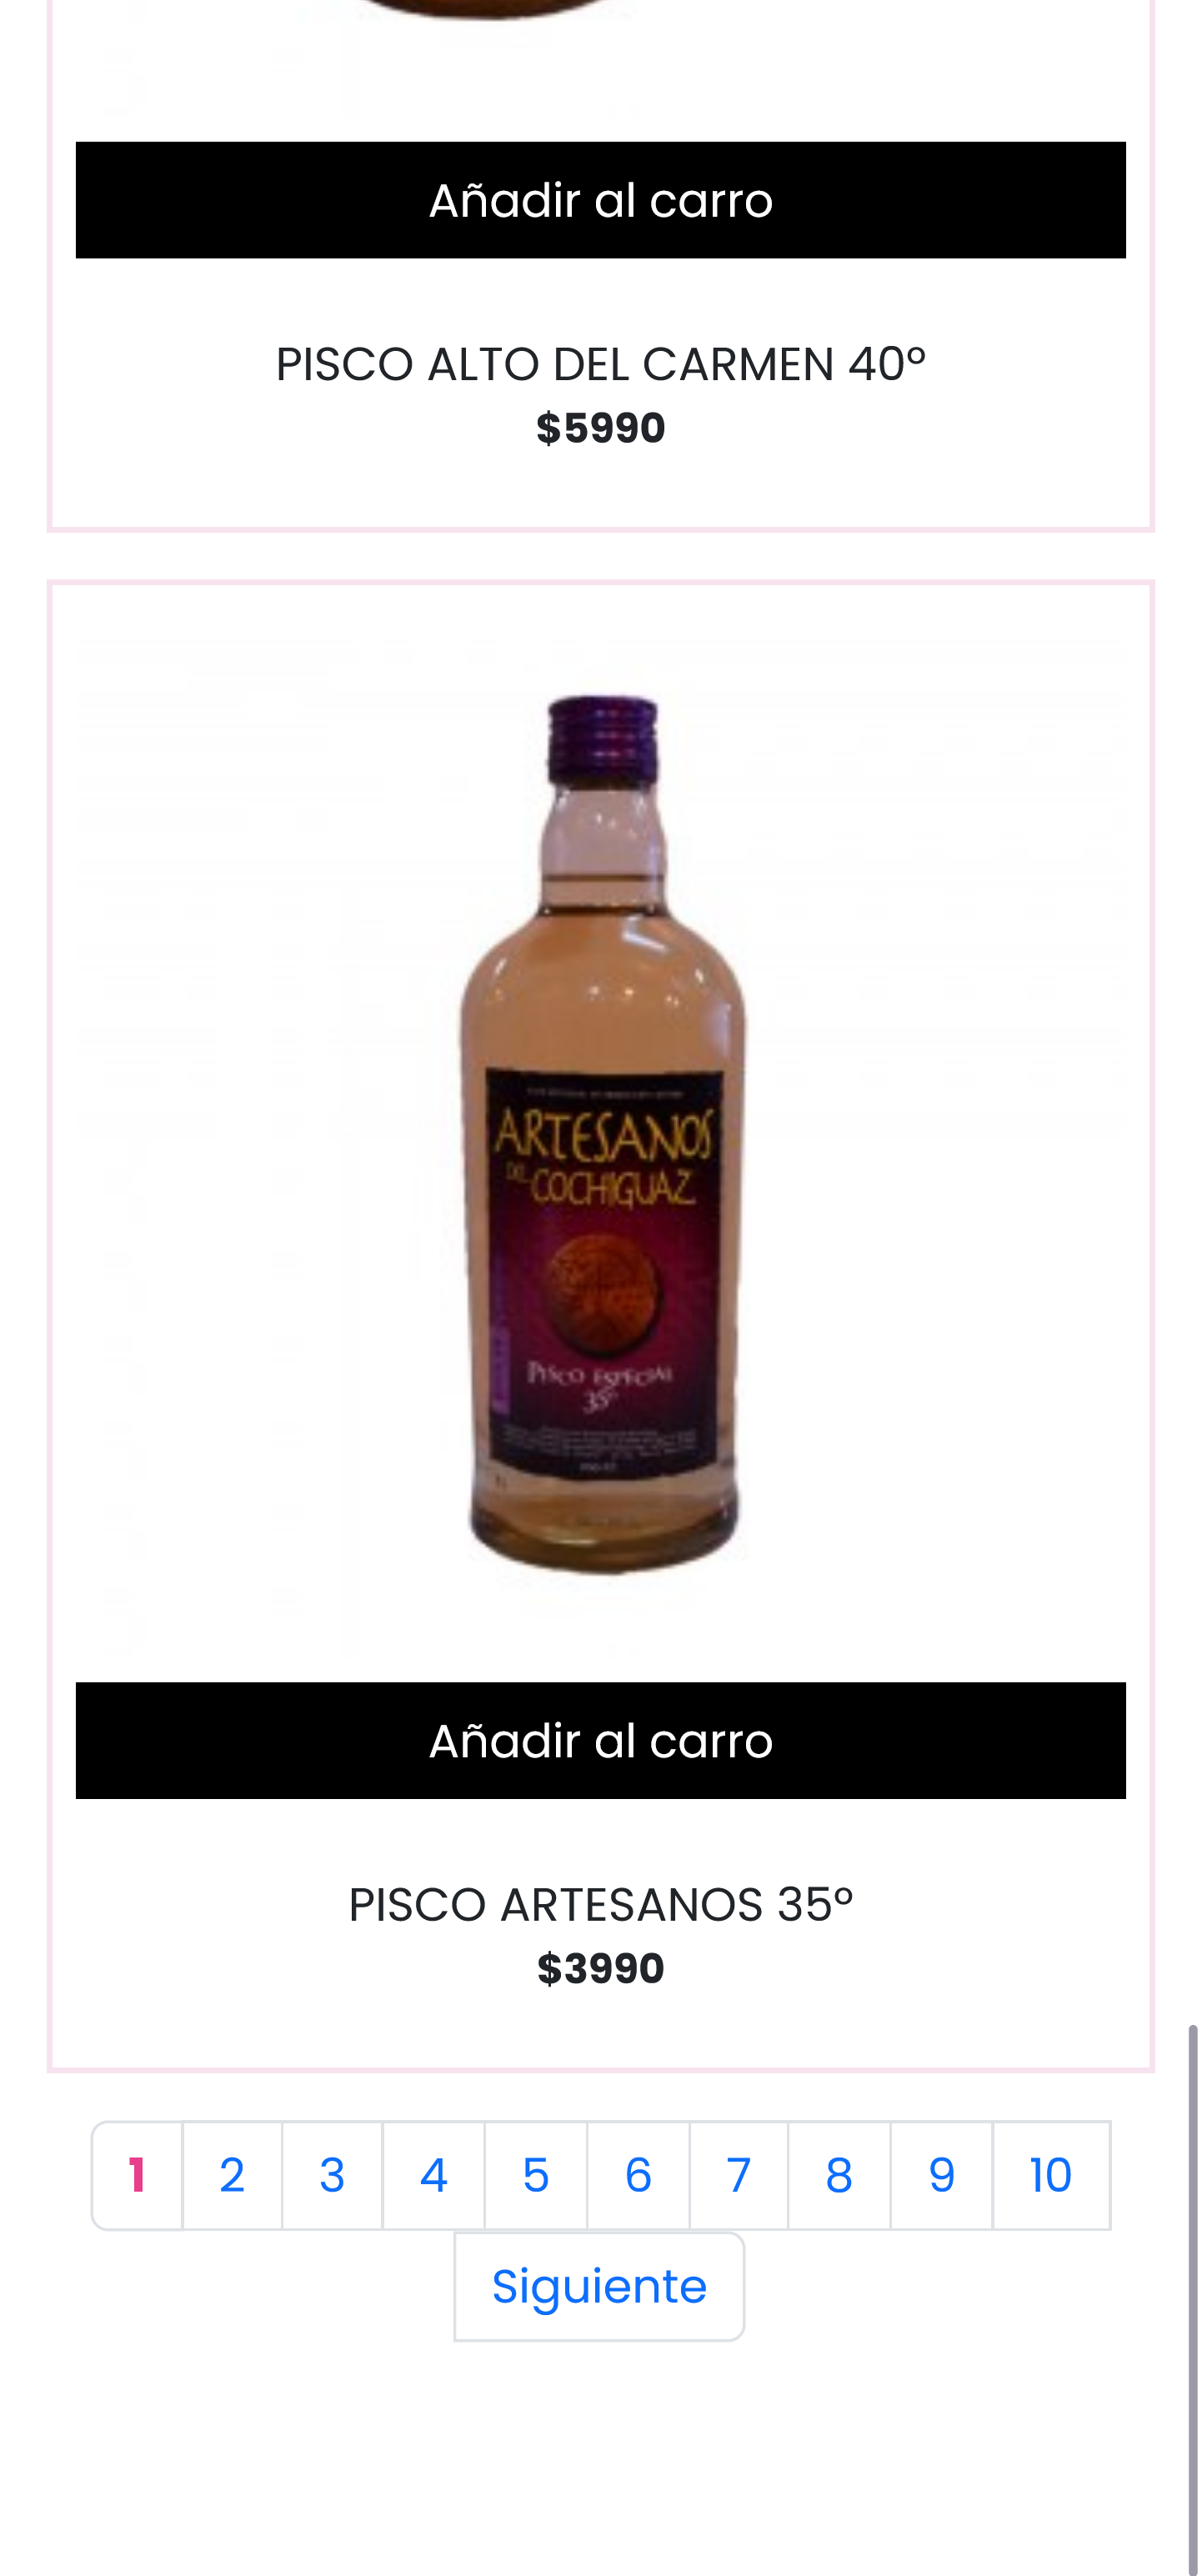 Añadir al carro
PISCO ALTO DEL CARMEN 40°
$5990
ARTESANOS
DEL COCHIGUAZ
PISCO ESPECIAL
35°
Añadir al carro
PISCO ARTESANOS 35°
$3990
1 2 3 4 5 6 7 8 9 10
Siguiente